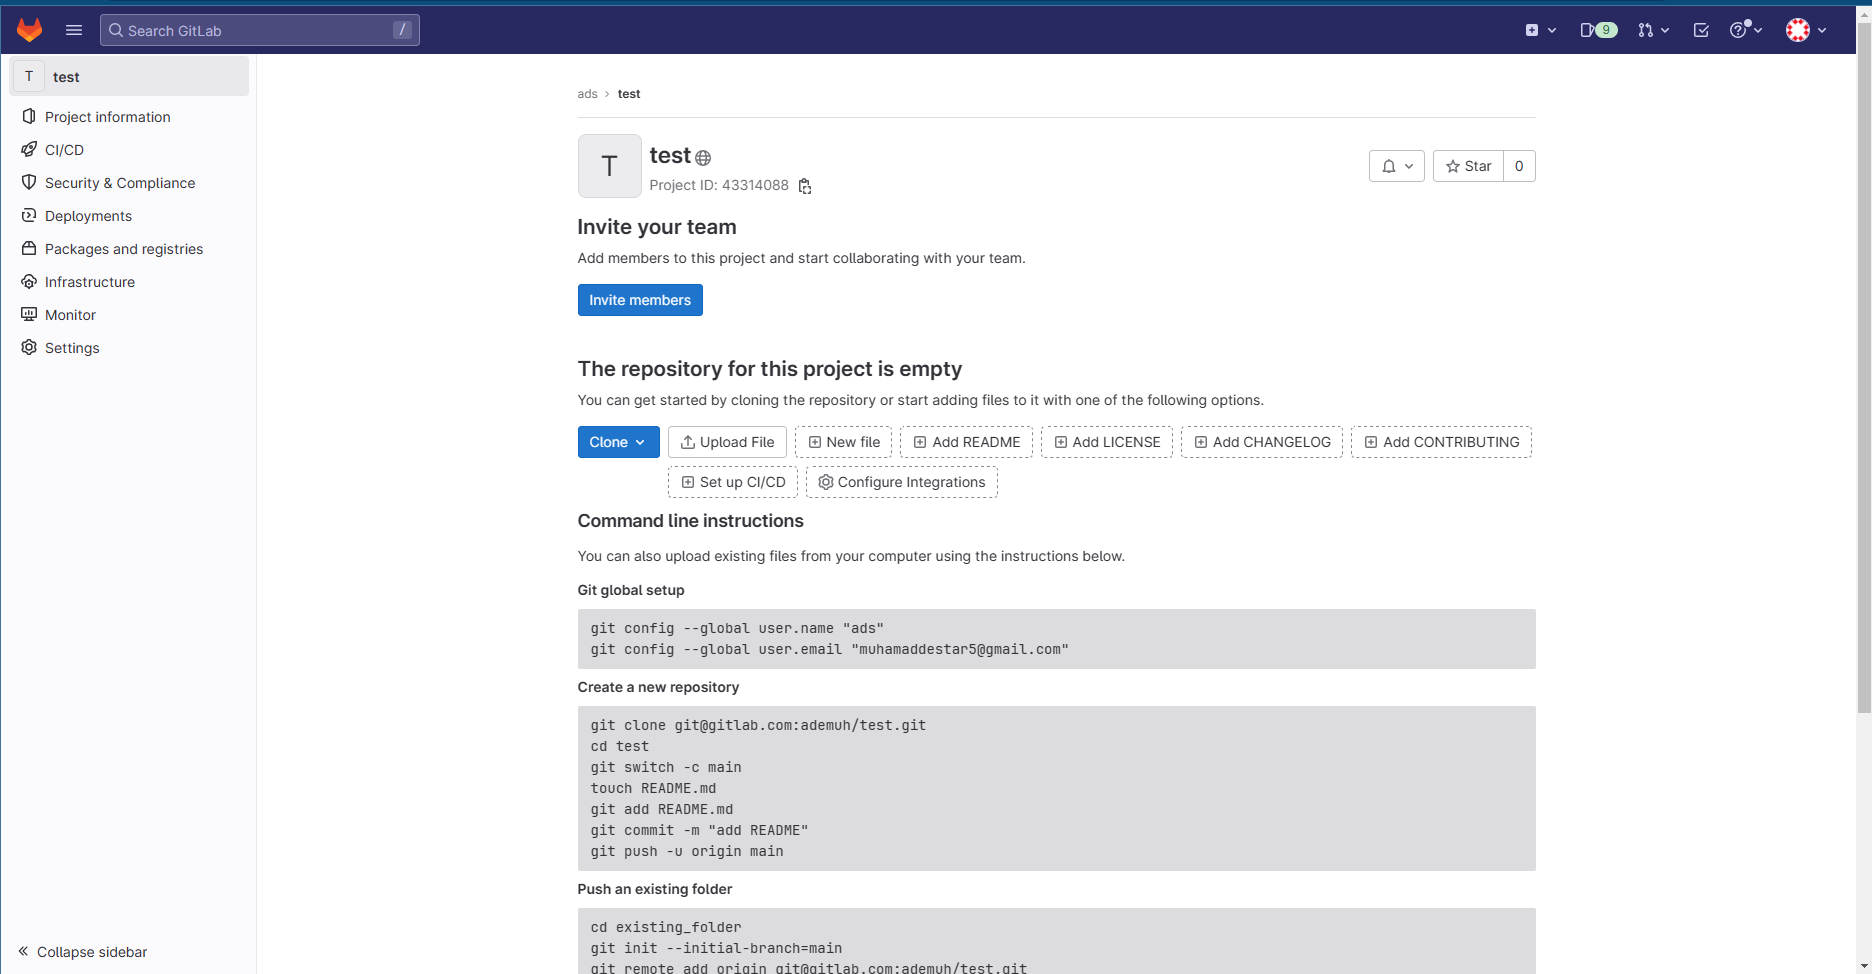 Search GitLab
/
9
T
test
Project information
CI/CD
Security & Compliance
Deployments
Packages and registries
Infrastructure
Monitor
Settings
Collapse sidebar
ads › test
T
test
Project ID: 43314088
Star
0
Invite your team
Add members to this project and start collaborating with your team.
Invite members
The repository for this project is empty
You can get started by cloning the repository or start adding files to it with one of the following options.
Clone
Upload File
New file
Add README
Add LICENSE
Add CHANGELOG
Add CONTRIBUTING
Set up CI/CD
Configure Integrations
Command line instructions
You can also upload existing files from your computer using the instructions below.
Git global setup
git config --global user.name "ads"
git config --global user.email "muhamaddestar5@gmail.com"
Create a new repository
git clone git@gitlab.com:ademuh/test.git
cd test
git switch -c main
touch README.md
git add README.md
git commit -m "add README"
git push -u origin main
Push an existing folder
cd existing_folder
git init --initial-branch=main
git remote add origin git@gitlab.com:ademuh/test.git